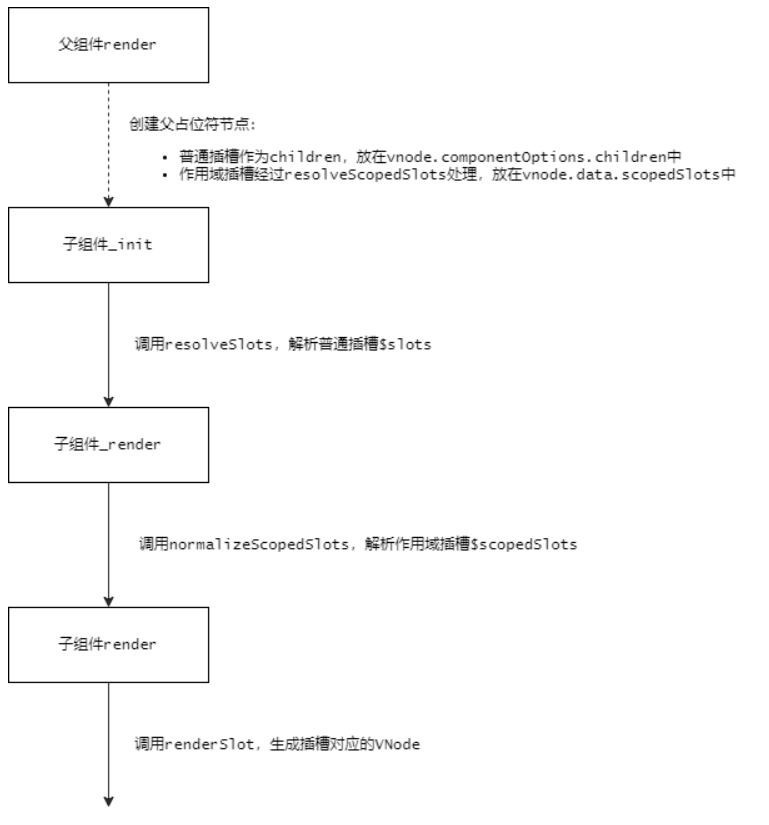 父组件render
创建父占位符节点:
• 普通插槽作为children, 放在vnode.componentOptions.children中
• 作用域插槽经过resolveScopedSlots处理, 放在vnode.data.scopedSlots中
子组件_init
调用resolveSlots, 解析普通插槽$slots
子组件_render
调用normalizeScopedSlots, 解析作用域插槽$scopedSlots
子组件render
调用renderSlot, 生成插槽对应的VNode